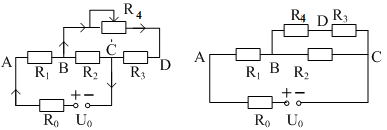 R4
A R1 B R2 C R3 D
+ −
R0 U0
R4 D R3
A R1 B R2 C
+ −
R0 U0